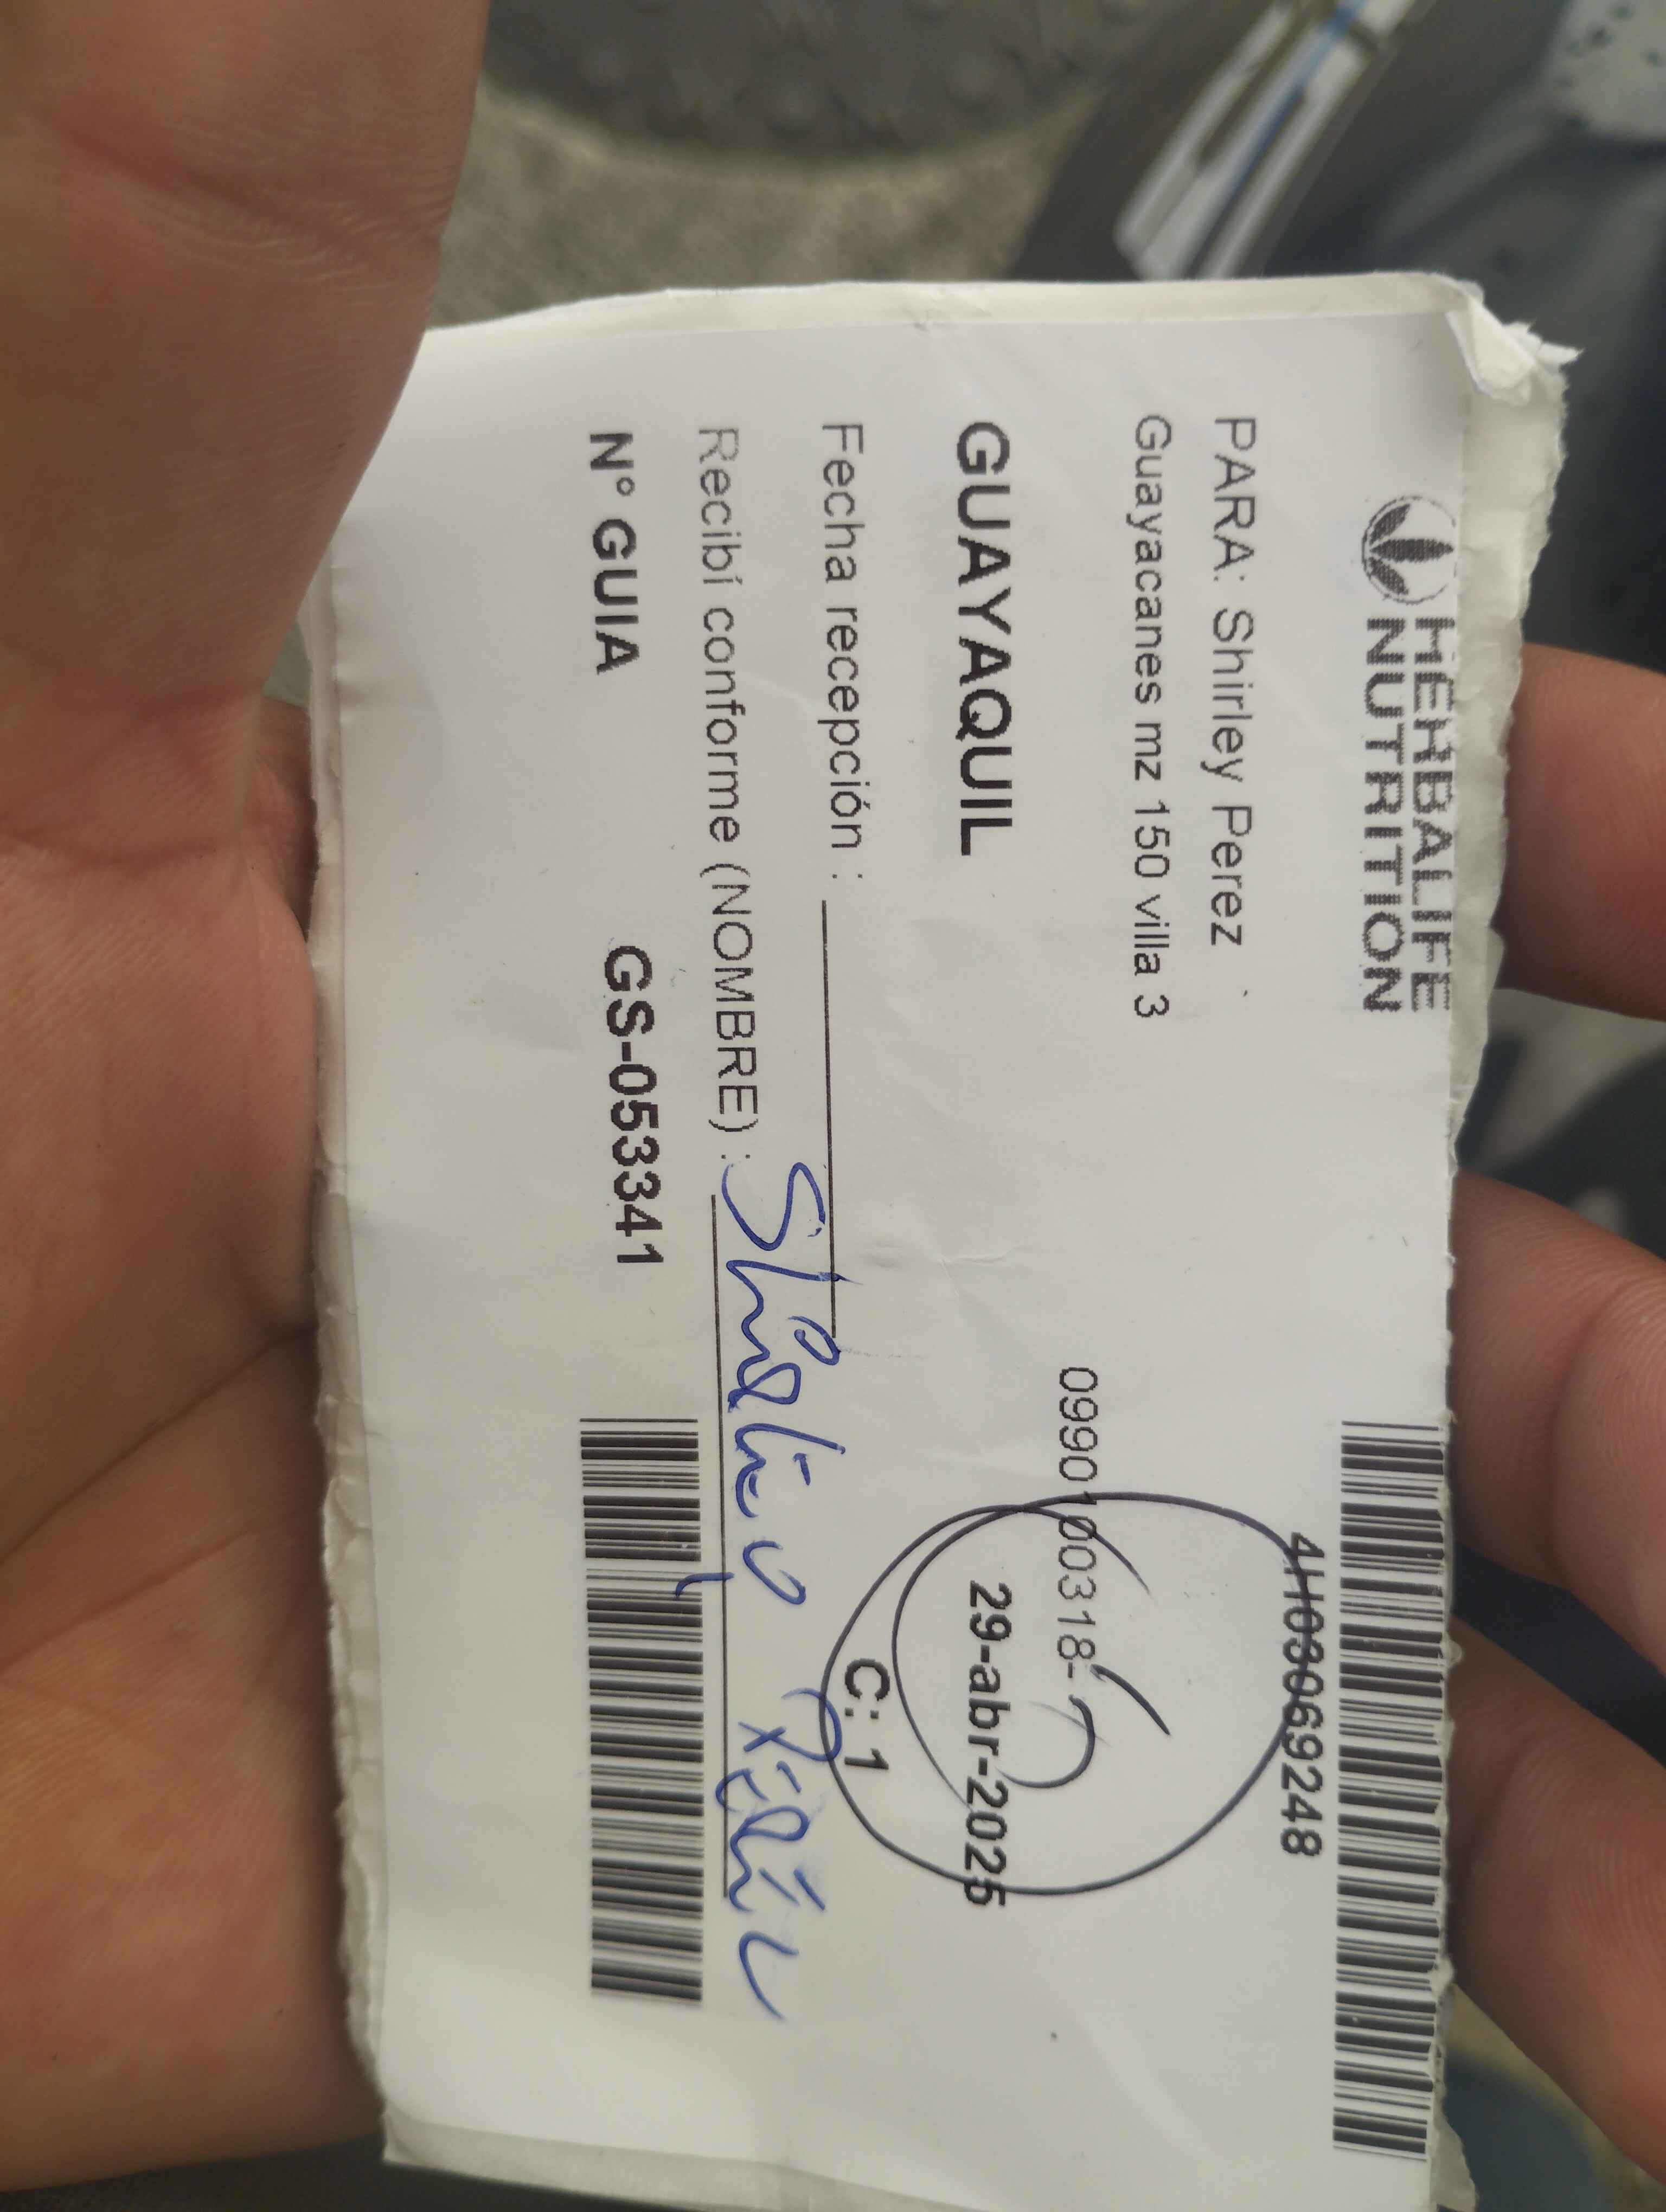 HERBALIFE
NUTRITION
4H03069248
PARA: Shirley Perez
Guayacanes mz 150 villa 3
0990100318-
GUAYAQUIL
29-abr-2025
C: 1
Fecha recepción :
Recibí conforme (NOMBRE) :
N° GUIA GS-053341